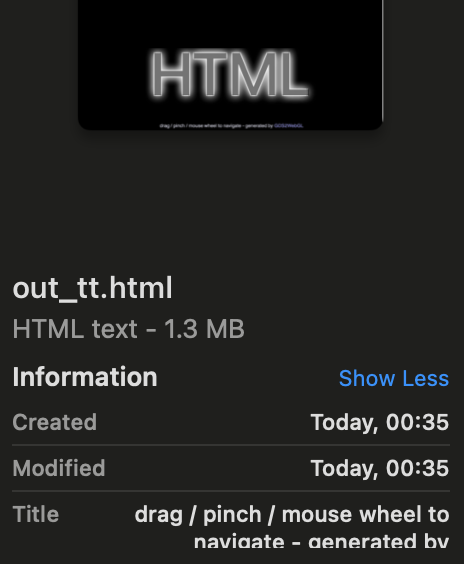 HTML
drag / pinch / mouse wheel to navigate - generated by
out_tt.html
HTML text - 1.3 MB
Information
Show Less
Created
Today, 00:35
Modified
Today, 00:35
Title
drag / pinch / mouse wheel to
navigate - generated by